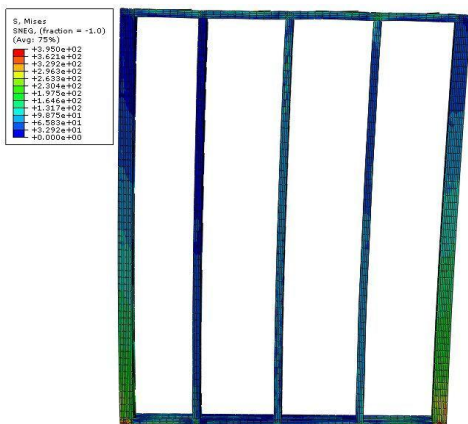 S, Mises
SNEG, (fraction = -1.0)
(Avg: 75%)
+3.950e+02
+3.621e+02
+3.292e+02
+2.963e+02
+2.633e+02
+2.304e+02
+1.975e+02
+1.646e+02
+1.317e+02
+9.875e+01
+6.583e+01
+3.292e+01
+0.000e+00